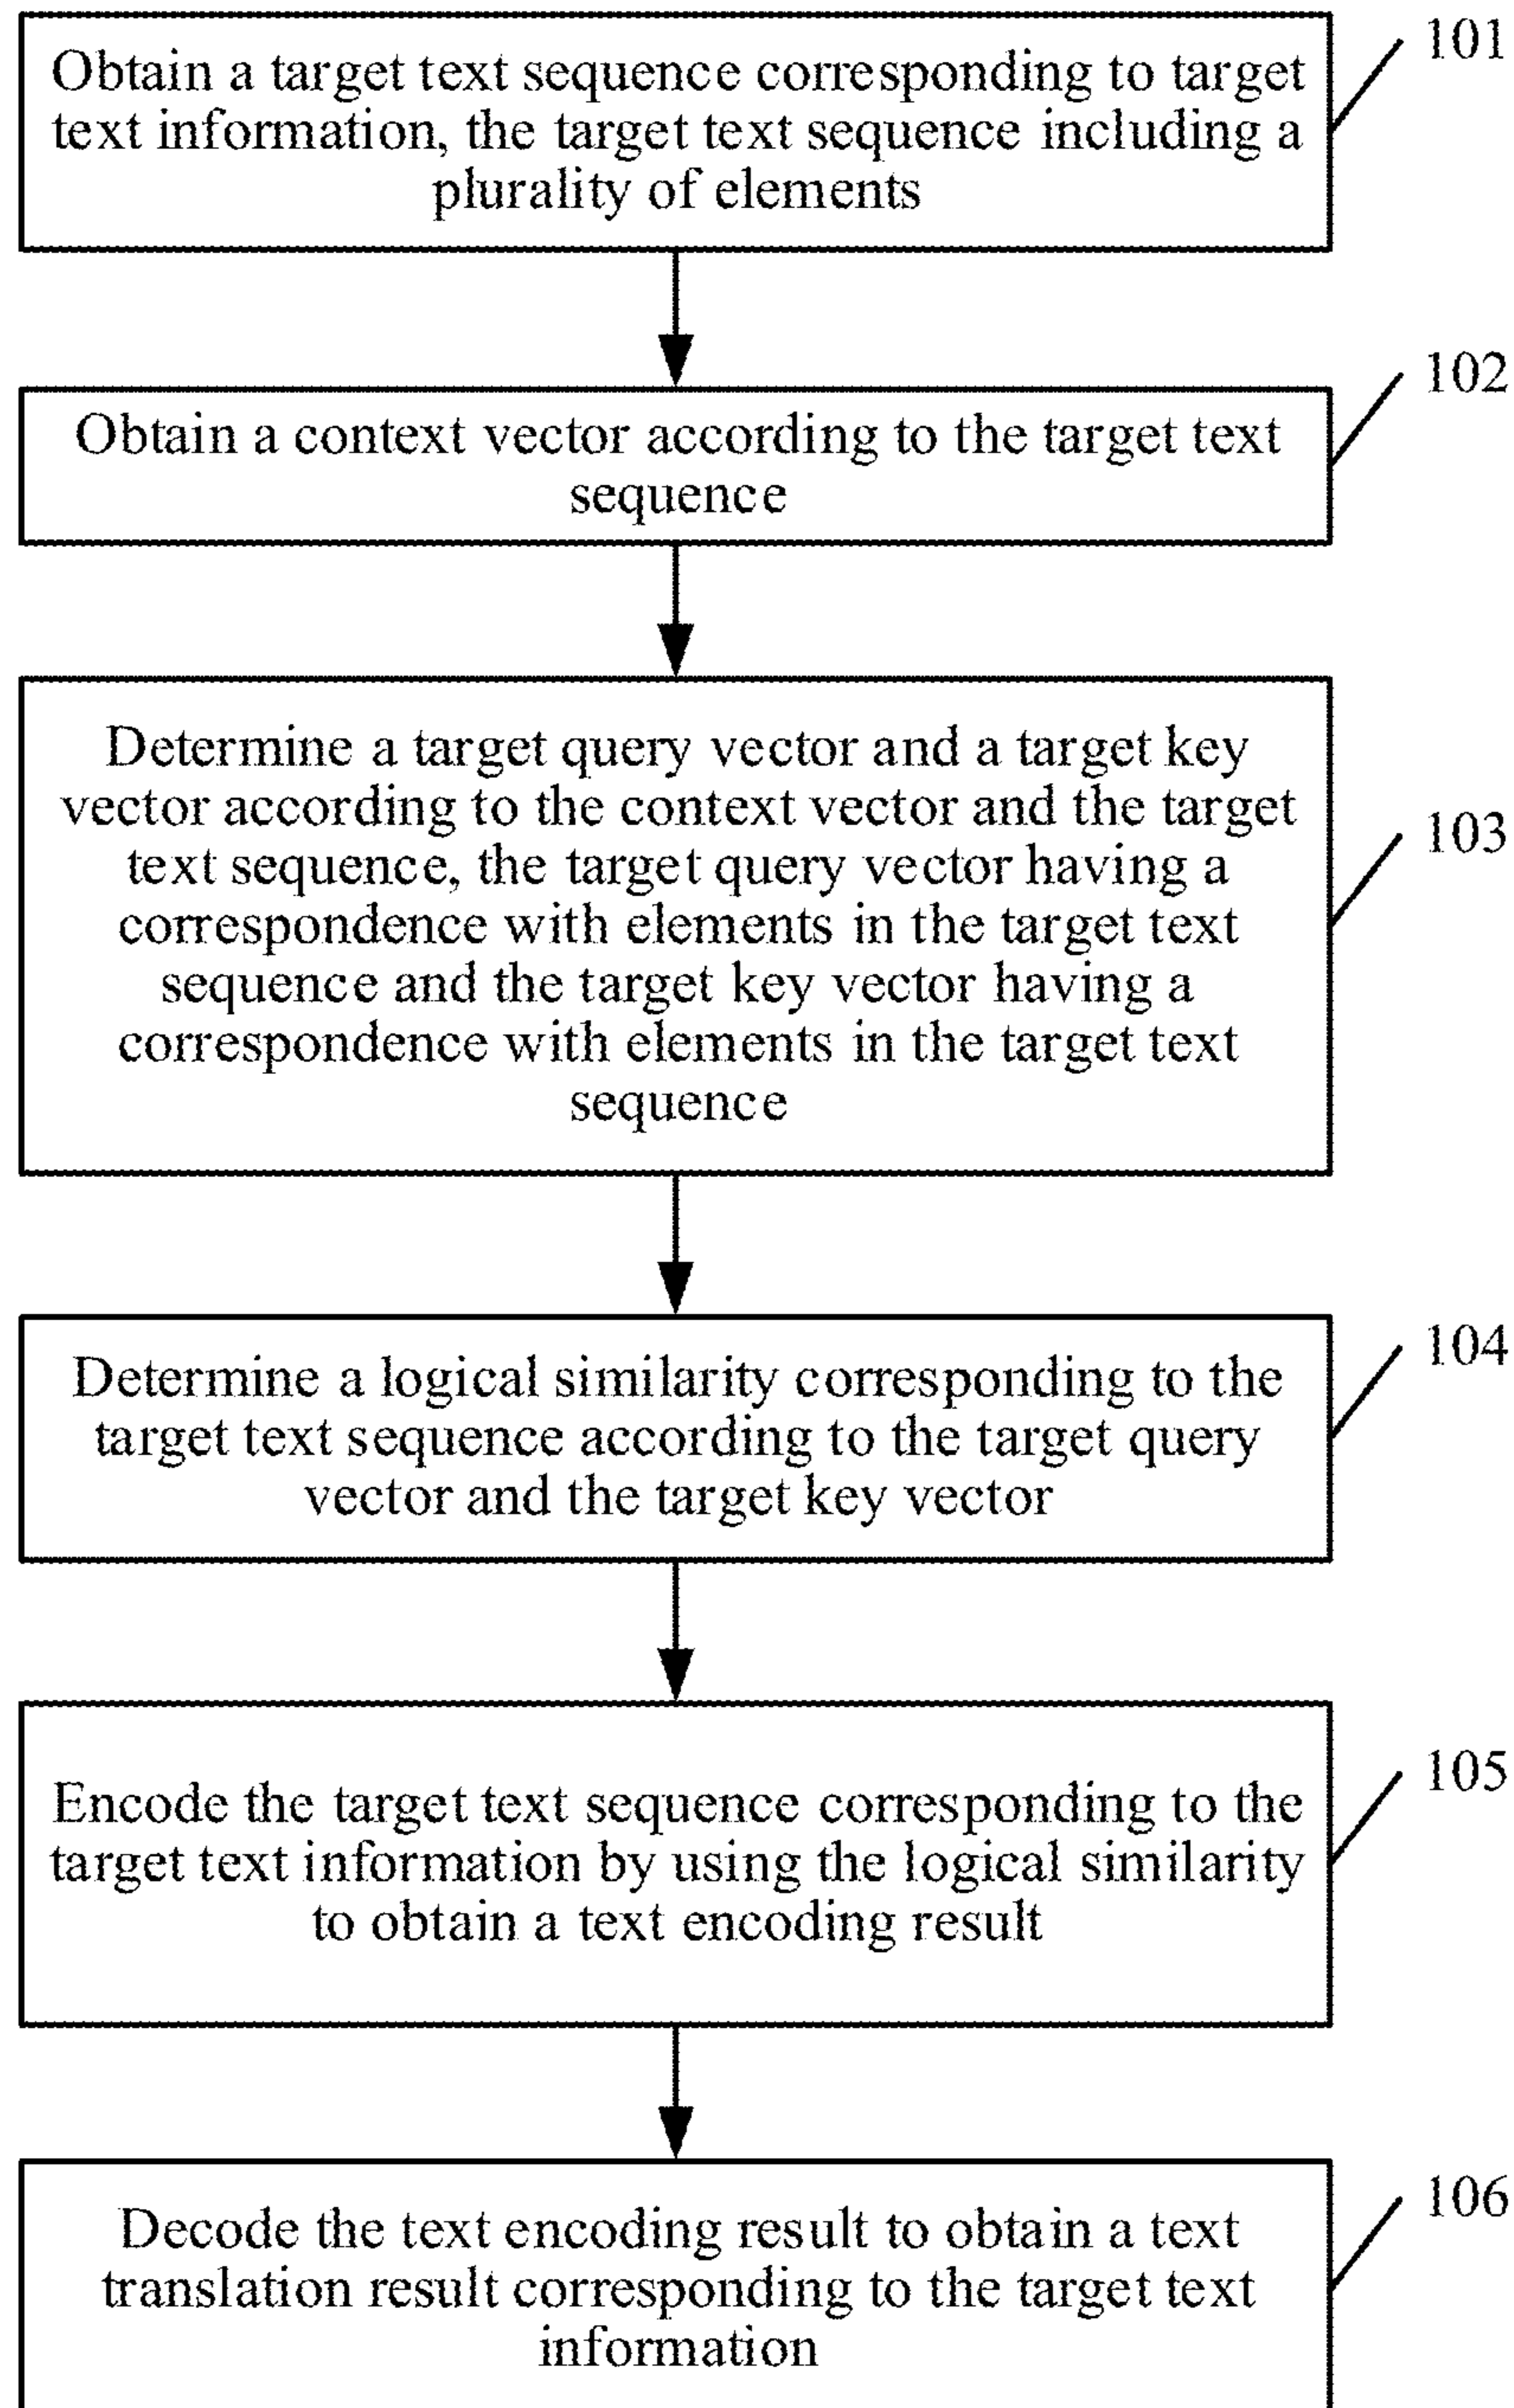 101
Obtain a target text sequence corresponding to target
text information, the target text sequence including a
plurality of elements
102
Obtain a context vector according to the target text
sequence
103
Determine a target query vector and a target key
vector according to the context vector and the target
text sequence, the target query vector having a
correspondence with elements in the target text
sequence and the target key vector having a
correspondence with elements in the target text
sequence
104
Determine a logical similarity corresponding to the
target text sequence according to the target query
vector and the target key vector
105
Encode the target text sequence corresponding to the
target text information by using the logical similarity
to obtain a text encoding result
106
Decode the text encoding result to obtain a text
translation result corresponding to the target text
information